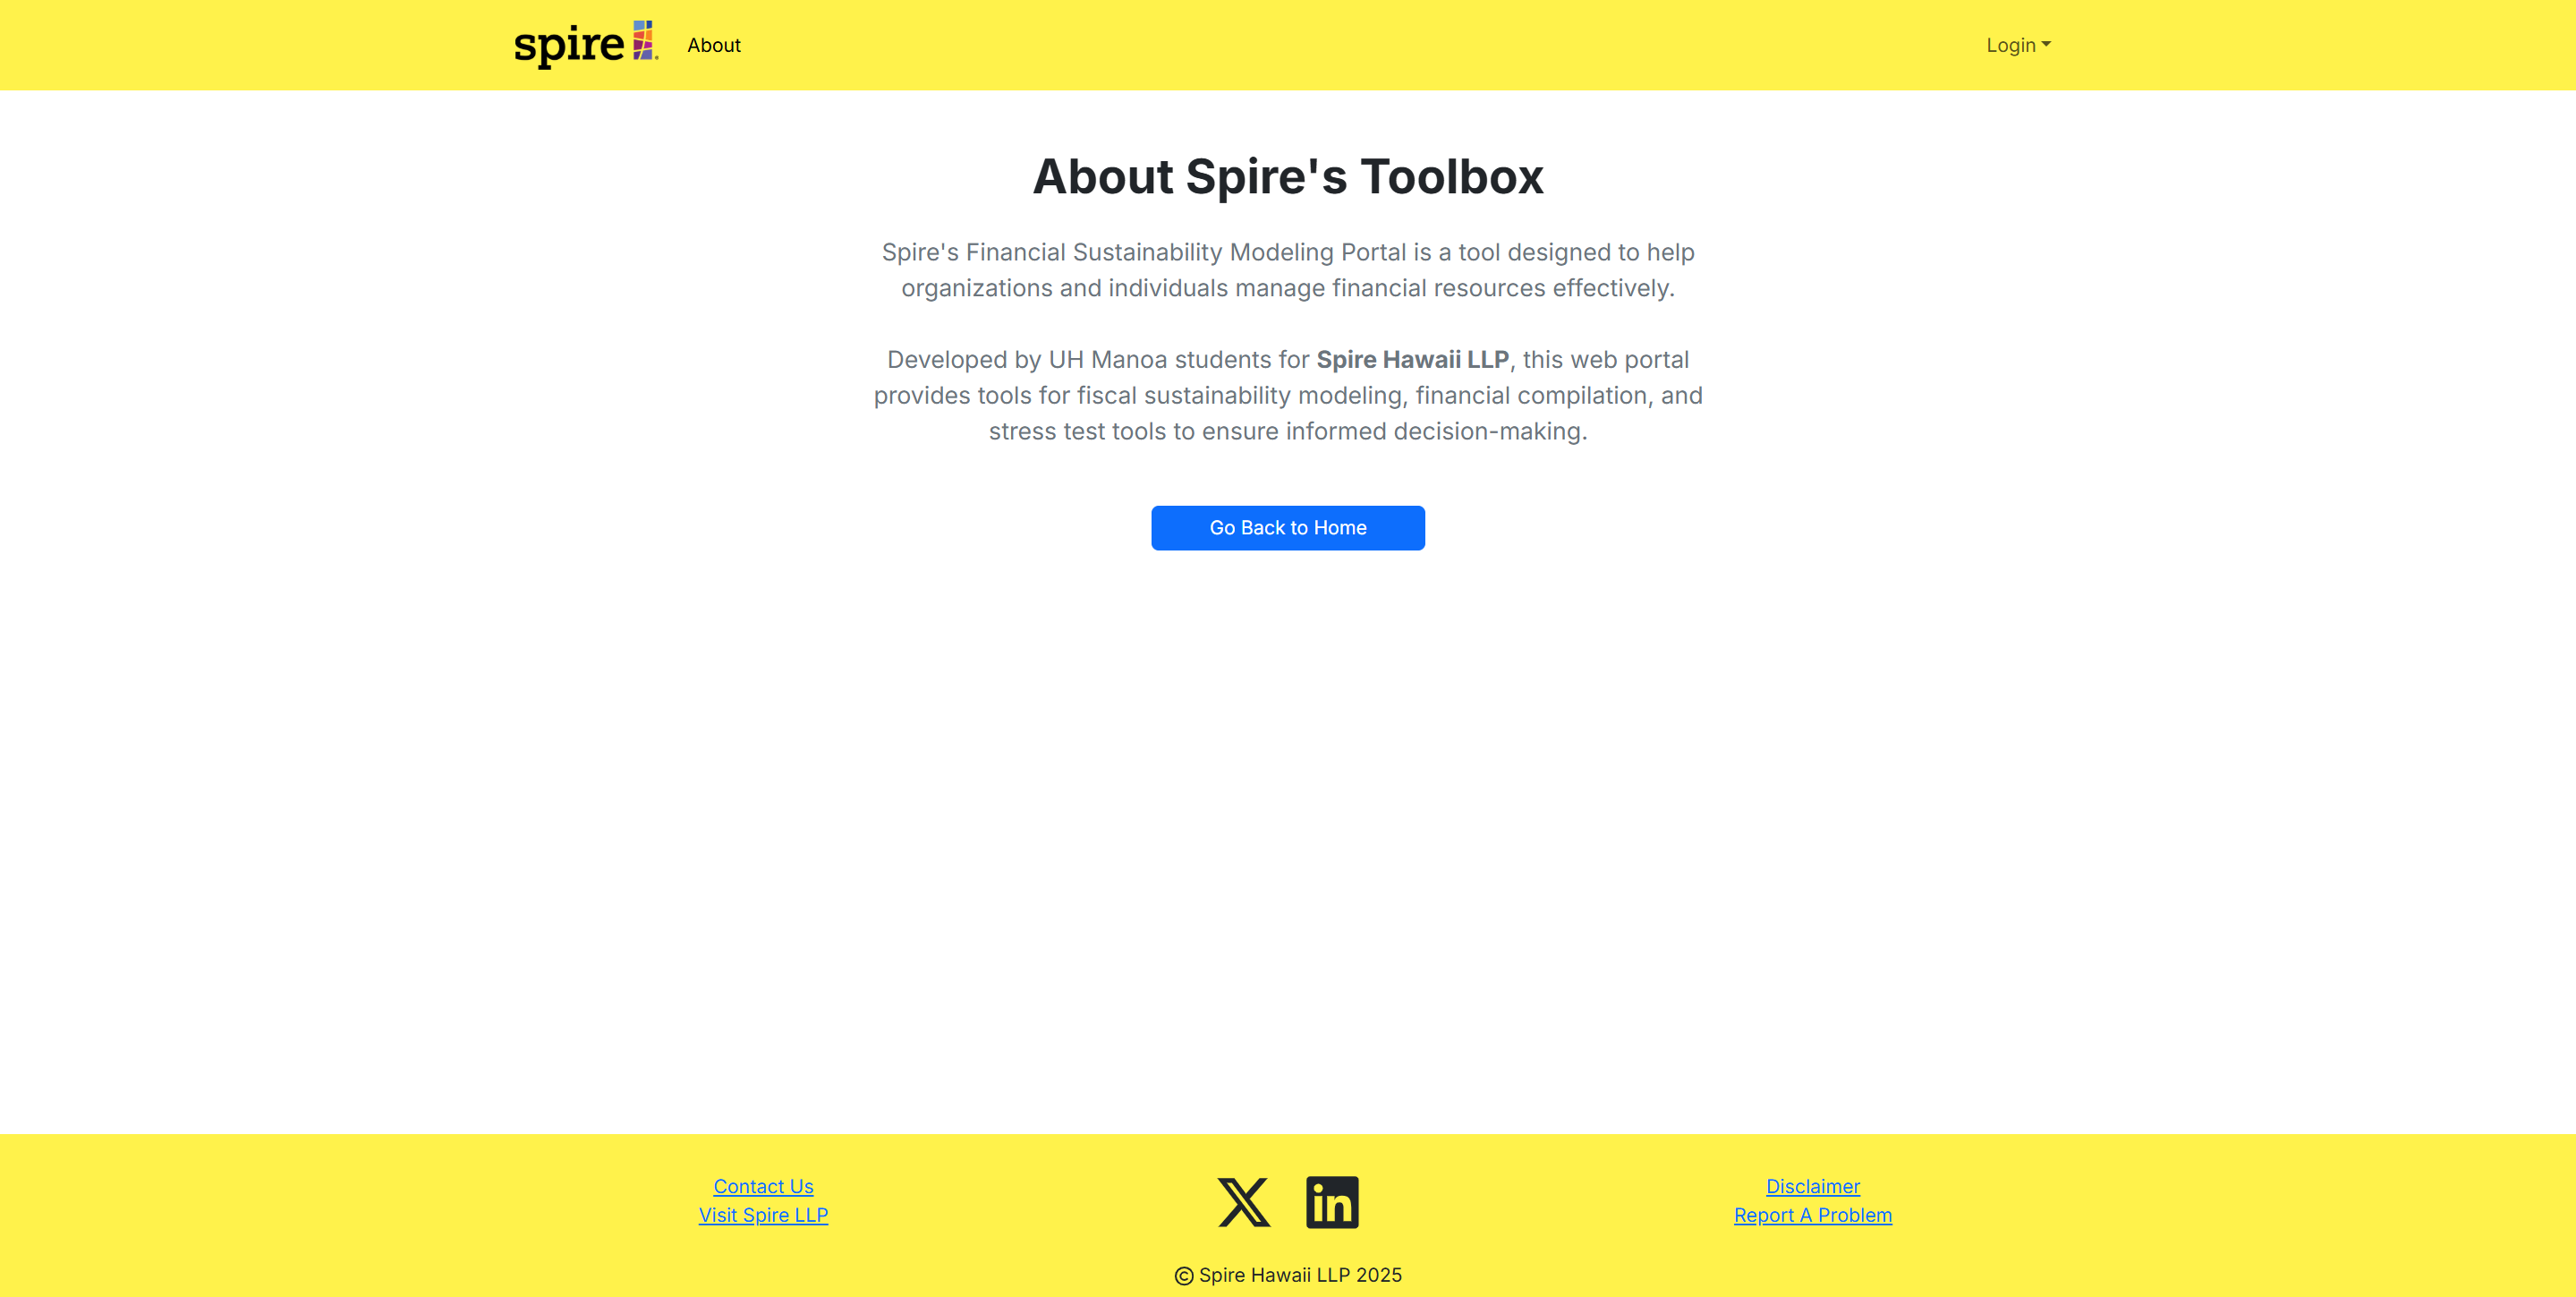 spire
About
Login
About Spire's Toolbox
Spire's Financial Sustainability Modeling Portal is a tool designed to help
organizations and individuals manage financial resources effectively.
Developed by UH Manoa students for Spire Hawaii LLP, this web portal
provides tools for fiscal sustainability modeling, financial compilation, and
stress test tools to ensure informed decision-making.
Go Back to Home
Contact Us
Visit Spire LLP
Disclaimer
Report A Problem
© Spire Hawaii LLP 2025